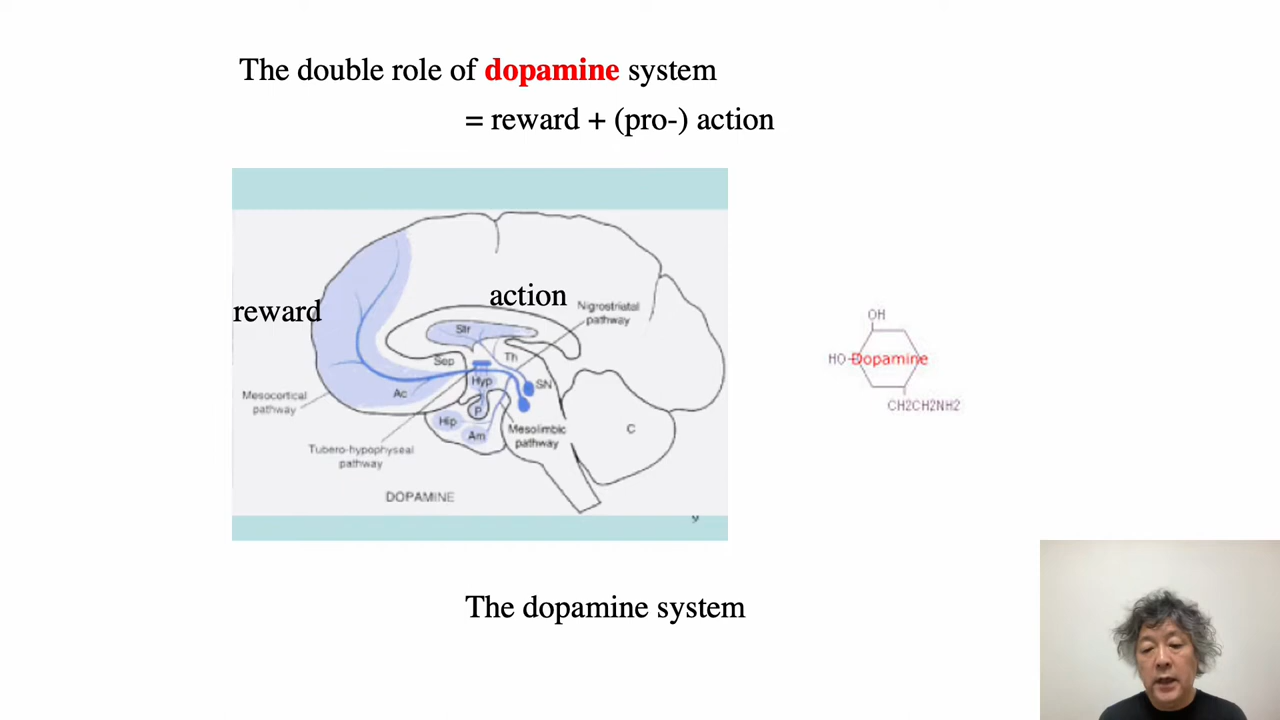 The double role of dopamine system
= reward + (pro-) action
reward
action
Nigrostriatal
pathway
Str
Sep
Th
Hyp
SN
Ac
P
Mesocortical
pathway
Hip
Am
Mesolimbic
pathway
C
Tubero-hypophyseal
pathway
DOPAMINE
9
OH
HO
Dopamine
CH2CH2NH2
The dopamine system